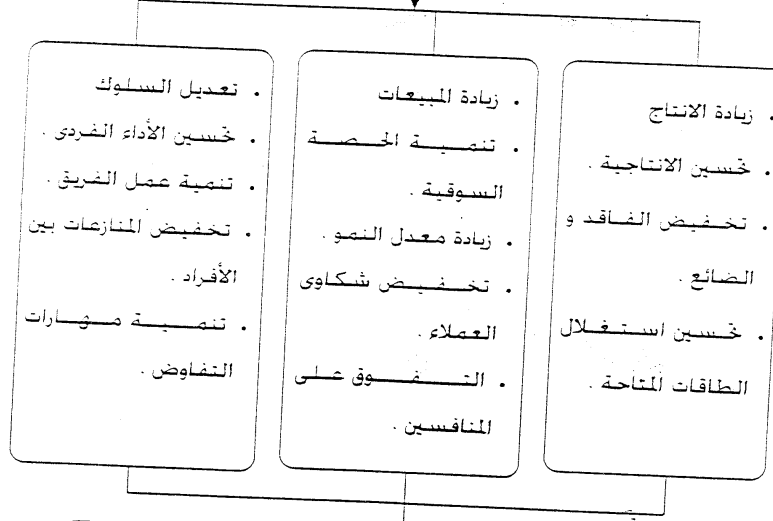 • زيادة الانتاج
• تحسين الانتاجية .
• تخفيض الفاقد و
الضائع .
• تحسين استغلال
الطاقات المتاحة .
• زيادة المبيعات
• تنمية الحصة
السوقية .
• زيادة معدل النمو .
• تخفيض شكاوى
العملاء .
• التفوق على
المنافسين .
• تعديل السلوك
• تحسين الأداء الفردى .
• تنمية عمل الفريق .
• تخفيض المنازعات بين
الأفراد .
• تنمية مهارات
التفاوض .